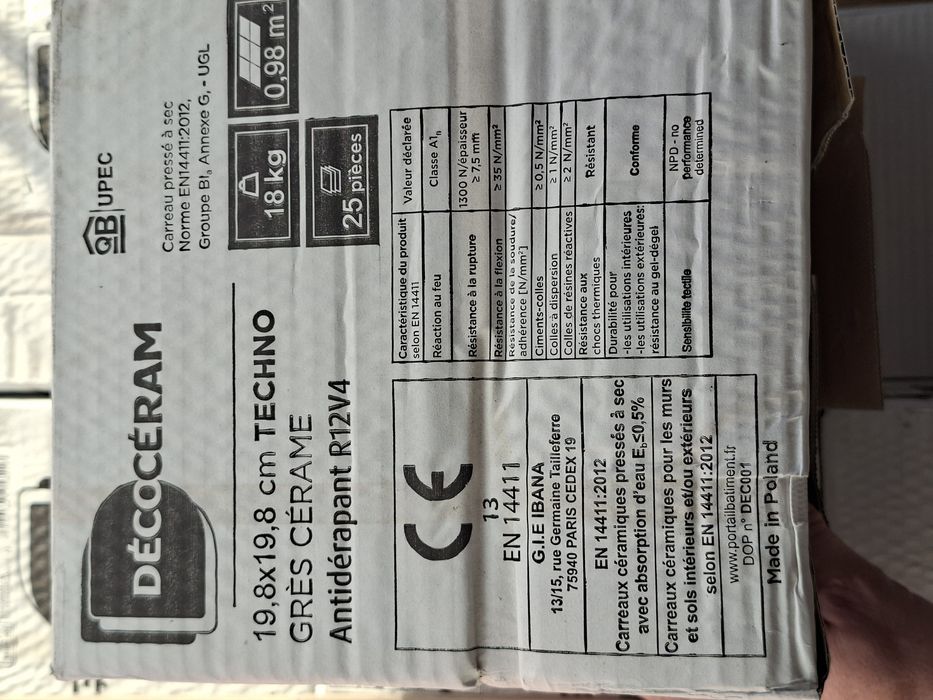 DÉCOCÉRAM
QB UPEC
Carreau pressé à sec
Norme EN14411:2012,
Groupe BIa Annexe G, - UGL
19,8x19,8 cm TECHNO
GRÈS CÉRAME
Antidérapant R12V4
18 kg
0,98 m²
25 pièces
CE
13
EN 14411
G.I.E IBANA
13/15, rue Germaine Tailleferre
75940 PARIS CEDEX 19
EN 14411:2012
Carreaux céramiques pressés à sec
avec absorption d'eau Eb≤0,5%
Carreaux céramiques pour les murs
et sols intérieurs et/ou extérieurs
selon EN 14411:2012
www.portailbatiment.fr
DOP n° DEC001
Made in Poland
Caractéristique du produit
selon EN 14411
Valeur déclarée
Réaction au feu
Classe A1fl
Résistance à la rupture
1300 N/épaisseur
≥ 7,5 mm
Résistance à la flexion
≥ 35 N/mm²
Résistance de la soudure/
adhérence [N/mm²]
Ciments-colles
≥ 0,5 N/mm²
Colles à dispersion
≥ 1 N/mm²
Colles de résines réactives
≥ 2 N/mm²
Résistance aux
chocs thermiques
Résistant
Durabilité pour
-les utilisations intérieures
-les utilisations extérieures:
résistance au gel-dégel
Conforme
Sensibilite tectile
NPD - no
performance
determined